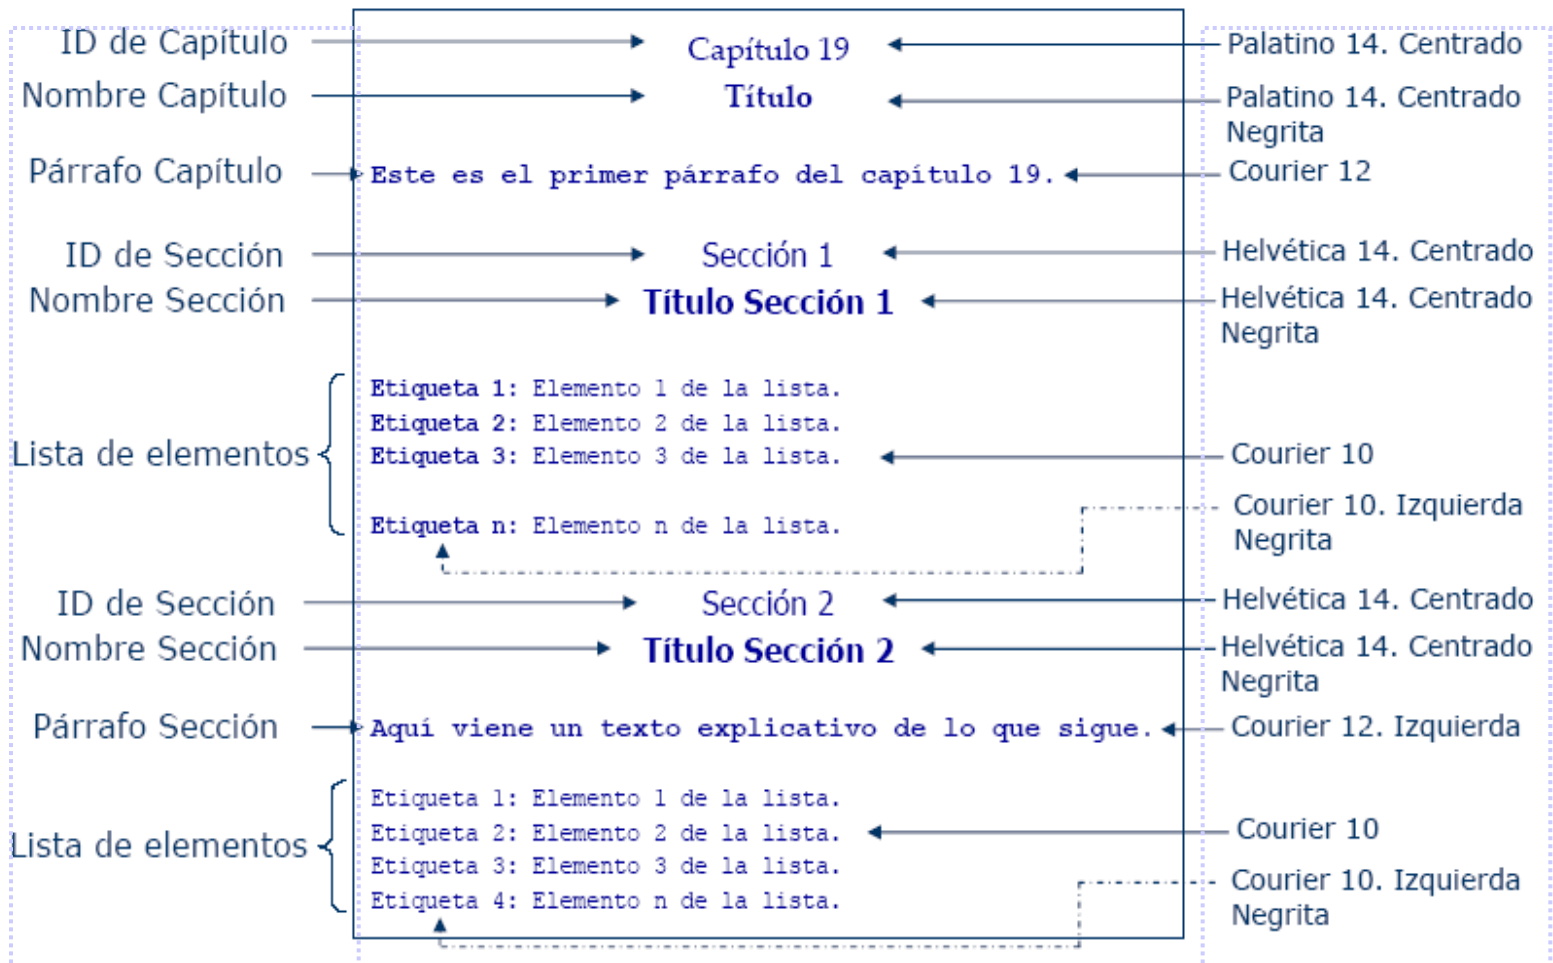 ID de Capítulo
Capítulo 19
Palatino 14. Centrado
Nombre Capítulo
Título
Palatino 14. Centrado
Negrita
Párrafo Capítulo
Este es el primer párrafo del capítulo 19.
Courier 12
ID de Sección
Sección 1
Helvética 14. Centrado
Nombre Sección
Título Sección 1
Helvética 14. Centrado
Negrita
Lista de elementos
Etiqueta 1: Elemento 1 de la lista.
Etiqueta 2: Elemento 2 de la lista.
Etiqueta 3: Elemento 3 de la lista.
Courier 10
Etiqueta n: Elemento n de la lista.
Courier 10. Izquierda
Negrita
ID de Sección
Sección 2
Helvética 14. Centrado
Nombre Sección
Título Sección 2
Helvética 14. Centrado
Negrita
Párrafo Sección
Aquí viene un texto explicativo de lo que sigue.
Courier 12. Izquierda
Lista de elementos
Etiqueta 1: Elemento 1 de la lista.
Etiqueta 2: Elemento 2 de la lista.
Etiqueta 3: Elemento 3 de la lista.
Etiqueta 4: Elemento n de la lista.
Courier 10
Courier 10. Izquierda
Negrita